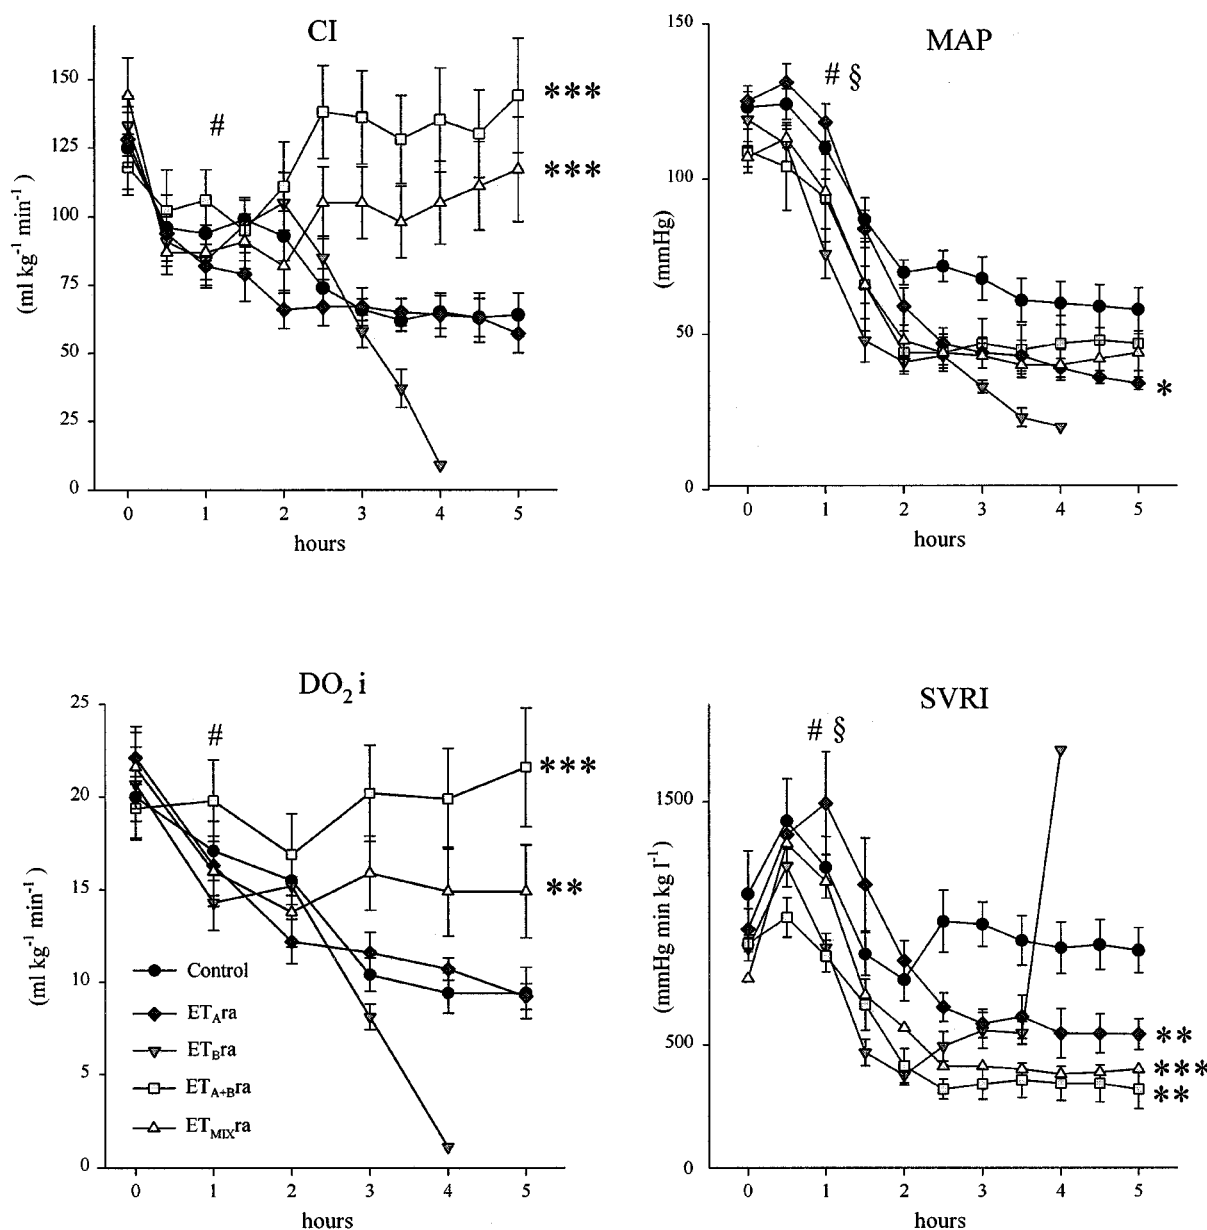 CI
150
125
100
75
50
25
0
(ml kg-1 min-1)
#
***
***
0 1 2 3 4 5
hours
MAP
150
100
50
0
(mmHg)
# §
*
0 1 2 3 4 5
hours
DO2 i
25
20
15
10
5
0
(ml kg-1 min-1)
#
***
**
Control
ETAra
ETBra
ETA+Bra
ETMIXra
0 1 2 3 4 5
hours
SVRI
1500
500
0
(mmHg min kg l-1)
# §
**
***
**
0 1 2 3 4 5
hours